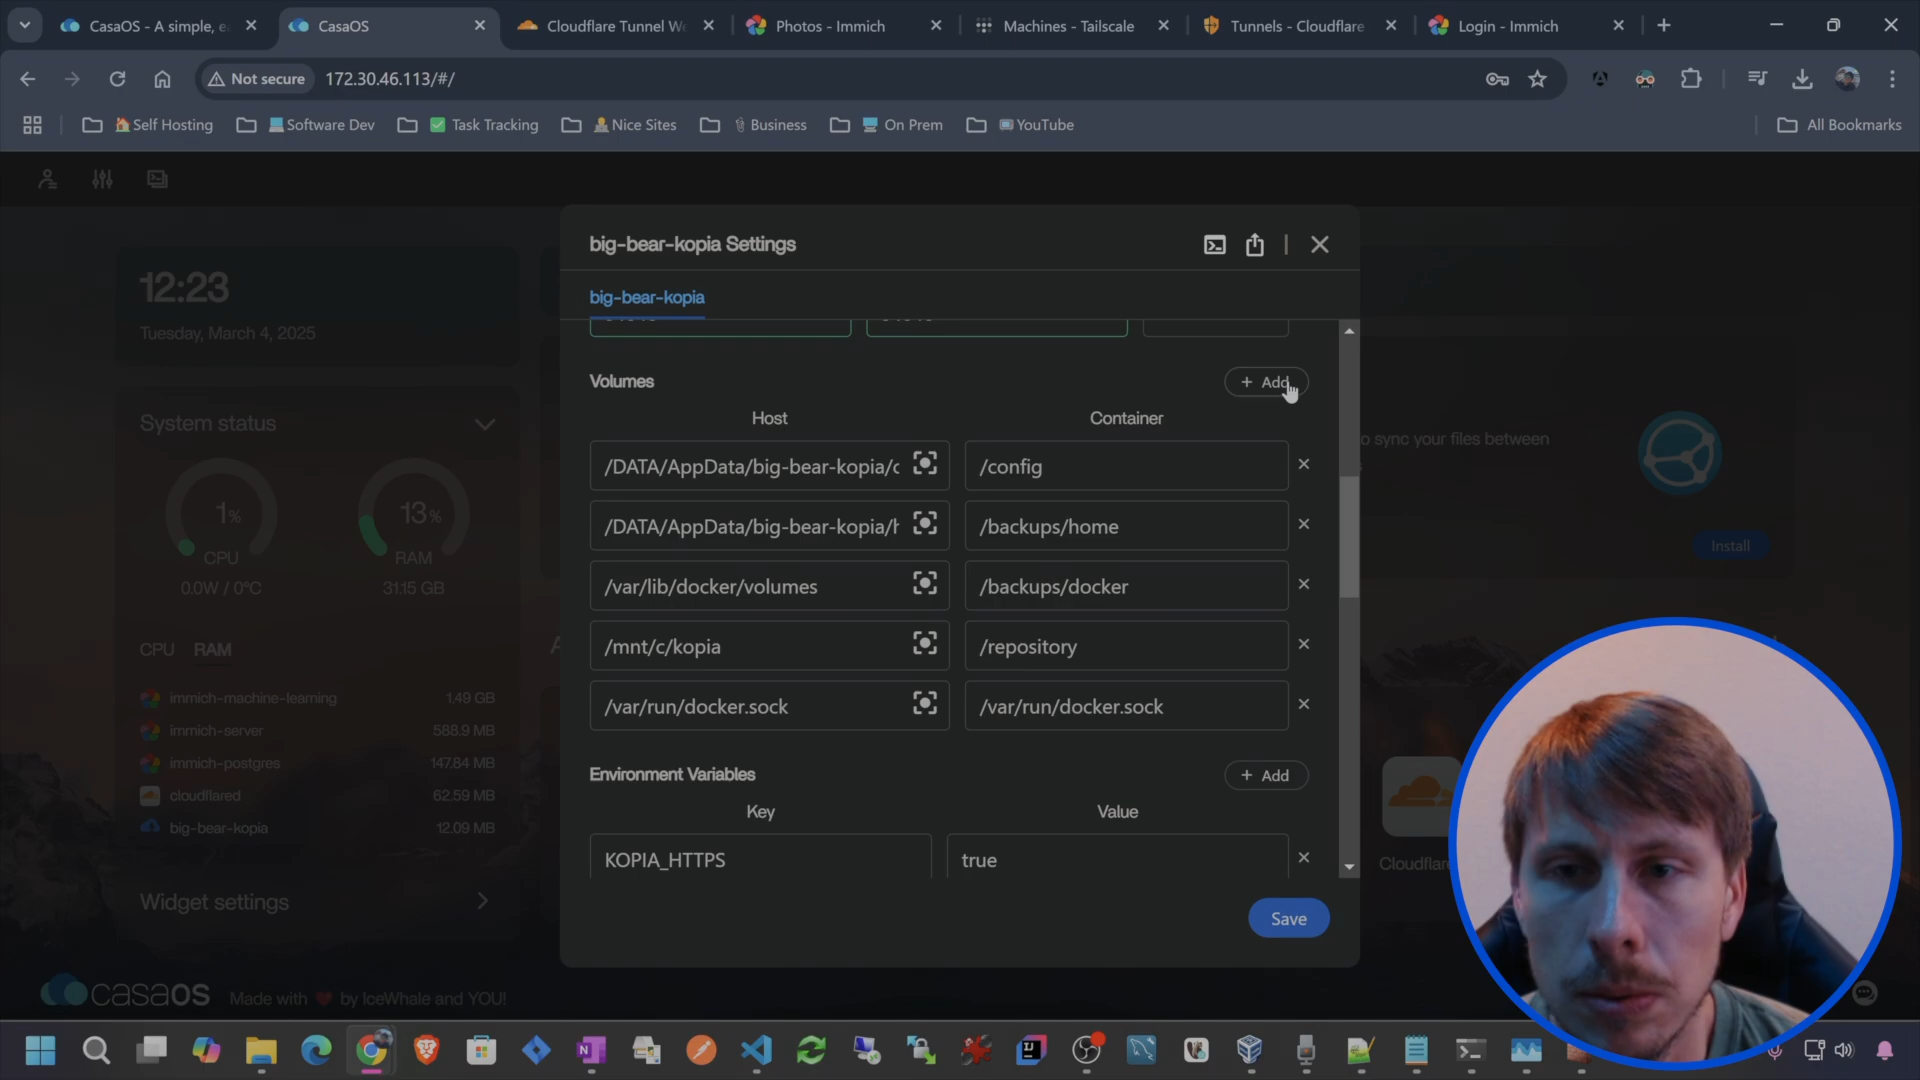 CasaOS - A simple, e
CasaOS
Cloudflare Tunnel We
Photos - Immich
Machines - Tailscale
Tunnels - Cloudflare
Login - Immich
Not secure
172.30.46.113/#/
Self Hosting
Software Dev
Task Tracking
Nice Sites
Business
On Prem
YouTube
All Bookmarks
12:23
Tuesday, March 4, 2025
System status
1%
CPU
0.0W / 0°C
13%
RAM
31.15 GB
CPU RAM
immich-machine-learning 1.49 GB
immich-server 588.9 MB
immich-postgres 147.84 MB
cloudflared 62.59 MB
big-bear-kopia 12.09 MB
Widget settings
casaOS Made with ❤ by IceWhale and YOU!
big-bear-kopia Settings
big-bear-kopia
Volumes
+ Add
Host Container
/DATA/AppData/big-bear-kopia/c /config
/DATA/AppData/big-bear-kopia/h /backups/home
/var/lib/docker/volumes /backups/docker
/mnt/c/kopia /repository
/var/run/docker.sock /var/run/docker.sock
Environment Variables
+ Add
Key Value
KOPIA_HTTPS true
Save
o sync your files between
Install
Cloudflar